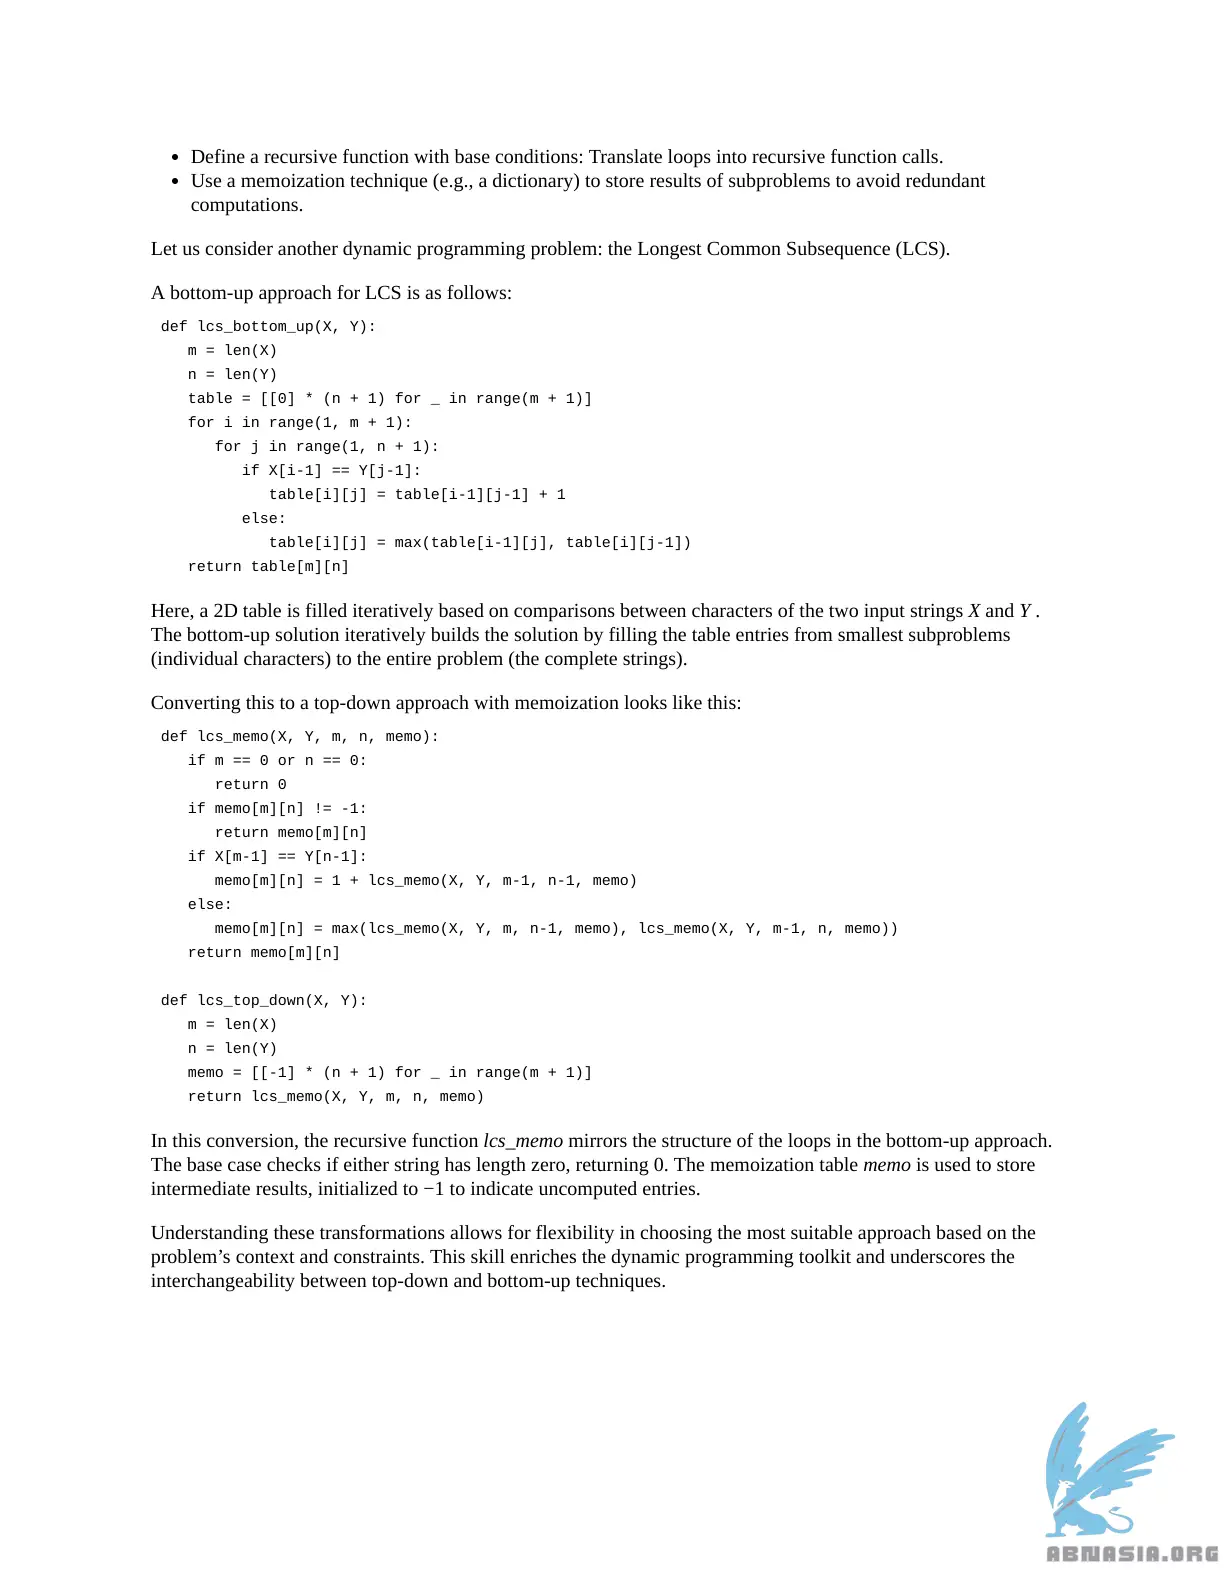 • Define a recursive function with base conditions: Translate loops into recursive function calls.
• Use a memoization technique (e.g., a dictionary) to store results of subproblems to avoid redundant
computations.
Let us consider another dynamic programming problem: the Longest Common Subsequence (LCS).
A bottom-up approach for LCS is as follows:
def lcs_bottom_up(X, Y):
   m = len(X)
   n = len(Y)
   table = [[0] * (n + 1) for _ in range(m + 1)]
   for i in range(1, m + 1):
      for j in range(1, n + 1):
         if X[i-1] == Y[j-1]:
            table[i][j] = table[i-1][j-1] + 1
         else:
            table[i][j] = max(table[i-1][j], table[i][j-1])
   return table[m][n]
Here, a 2D table is filled iteratively based on comparisons between characters of the two input strings X and Y .
The bottom-up solution iteratively builds the solution by filling the table entries from smallest subproblems
(individual characters) to the entire problem (the complete strings).
Converting this to a top-down approach with memoization looks like this:
def lcs_memo(X, Y, m, n, memo):
   if m == 0 or n == 0:
      return 0
   if memo[m][n] != -1:
      return memo[m][n]
   if X[m-1] == Y[n-1]:
      memo[m][n] = 1 + lcs_memo(X, Y, m-1, n-1, memo)
   else:
      memo[m][n] = max(lcs_memo(X, Y, m, n-1, memo), lcs_memo(X, Y, m-1, n, memo))
   return memo[m][n]
def lcs_top_down(X, Y):
   m = len(X)
   n = len(Y)
   memo = [[-1] * (n + 1) for _ in range(m + 1)]
   return lcs_memo(X, Y, m, n, memo)
In this conversion, the recursive function lcs_memo mirrors the structure of the loops in the bottom-up approach.
The base case checks if either string has length zero, returning 0. The memoization table memo is used to store
intermediate results, initialized to −1 to indicate uncomputed entries.
Understanding these transformations allows for flexibility in choosing the most suitable approach based on the
problem’s context and constraints. This skill enriches the dynamic programming toolkit and underscores the
interchangeability between top-down and bottom-up techniques.
ABNASIA.ORG